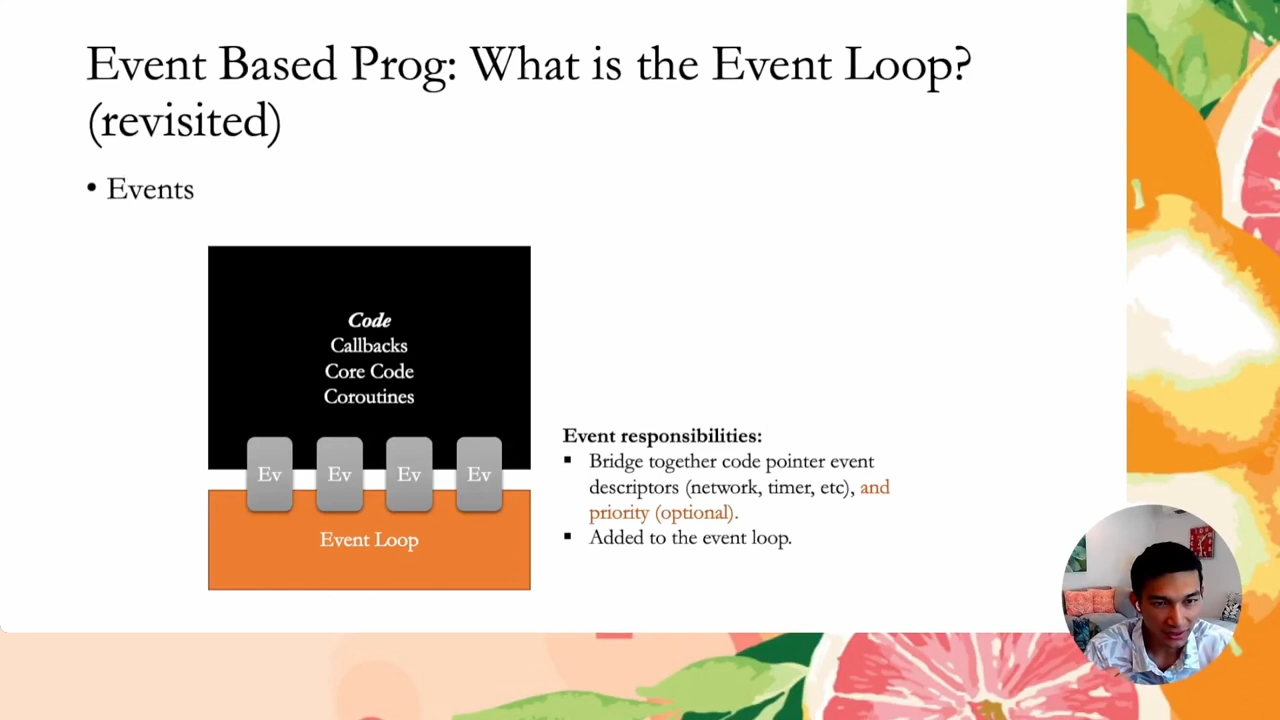 Event Based Prog: What is the Event Loop?
(revisited)
• Events
Code
Callbacks
Core Code
Coroutines
Ev Ev Ev Ev
Event Loop
Event responsibilities:
▪ Bridge together code pointer event
descriptors (network, timer, etc), and
priority (optional).
▪ Added to the event loop.